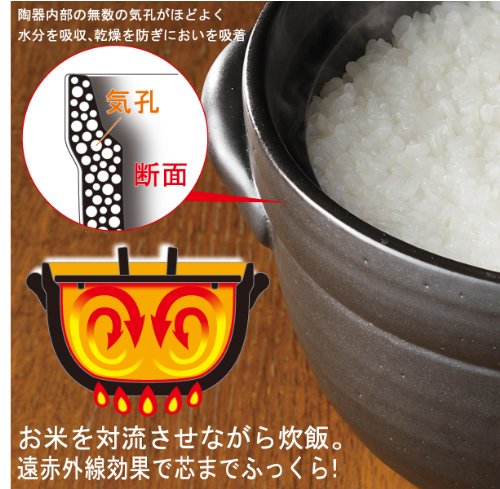 陶器内部の無数の気孔がほどよく
水分を吸収、乾燥を防ぎにおいを吸着
気孔
断面
お米を対流させながら炊飯。
遠赤外線効果で芯までふっくら!